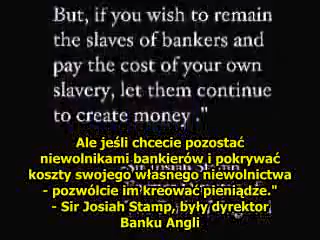 But, if you wish to remain
the slaves of bankers and
pay the cost of your own
slavery, let them continue
to create money ."
Ale jeśli chcecie pozostać
niewolnikami bankierów i pokrywać
koszty swojego własnego niewolnictwa
- pozwólcie im kreować pieniądze."
- Sir Josiah Stamp, były dyrektor
Banku Angli